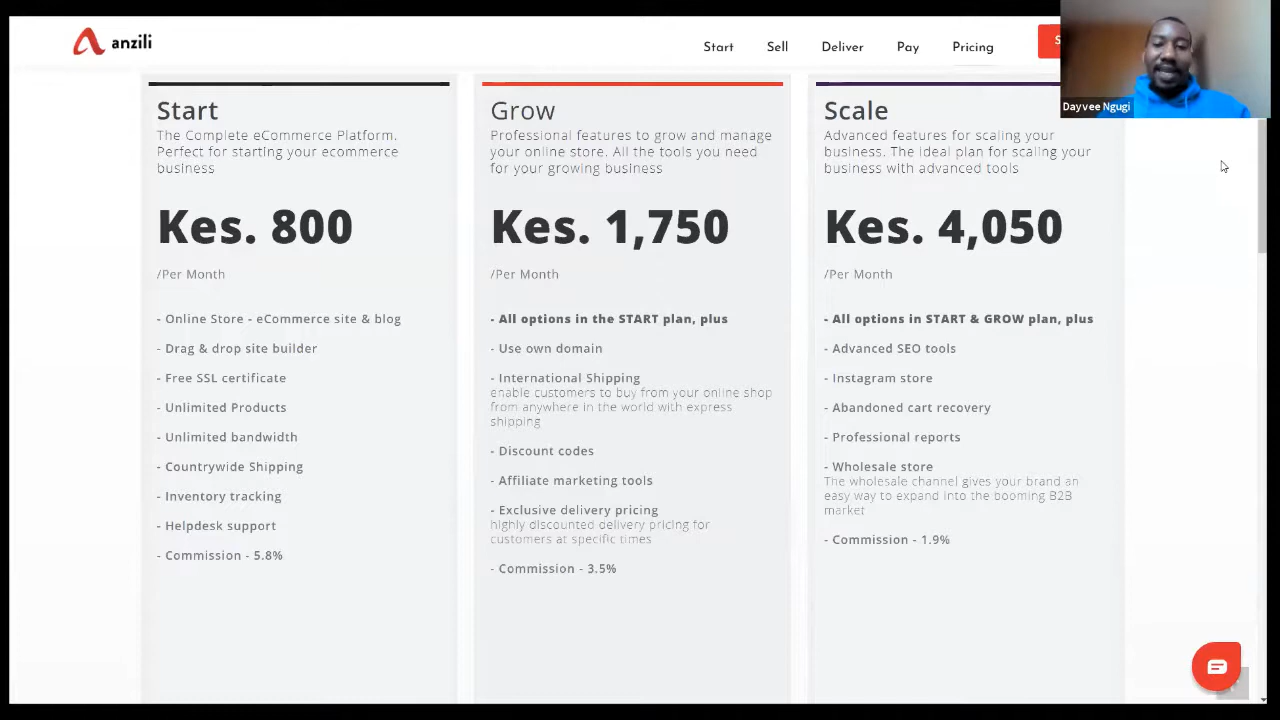 anzili
Start
Sell
Deliver
Pay
Pricing
S
Dayvee Ngugi
Start
The Complete eCommerce Platform.
Perfect for starting your ecommerce
business
Kes. 800
/Per Month
- Online Store - eCommerce site & blog
- Drag & drop site builder
- Free SSL certificate
- Unlimited Products
- Unlimited bandwidth
- Countrywide Shipping
- Inventory tracking
- Helpdesk support
- Commission - 5.8%
Grow
Professional features to grow and manage
your online store. All the tools you need
for your growing business
Kes. 1,750
/Per Month
- All options in the START plan, plus
- Use own domain
- International Shipping
enable customers to buy from your online shop
from anywhere in the world with express
shipping
- Discount codes
- Affiliate marketing tools
- Exclusive delivery pricing
highly discounted delivery pricing for
customers at specific times
- Commission - 3.5%
Scale
Advanced features for scaling your
business. The ideal plan for scaling your
business with advanced tools
Kes. 4,050
/Per Month
- All options in START & GROW plan, plus
- Advanced SEO tools
- Instagram store
- Abandoned cart recovery
- Professional reports
- Wholesale store
The wholesale channel gives your brand an
easy way to expand into the booming B2B
market
- Commission - 1.9%